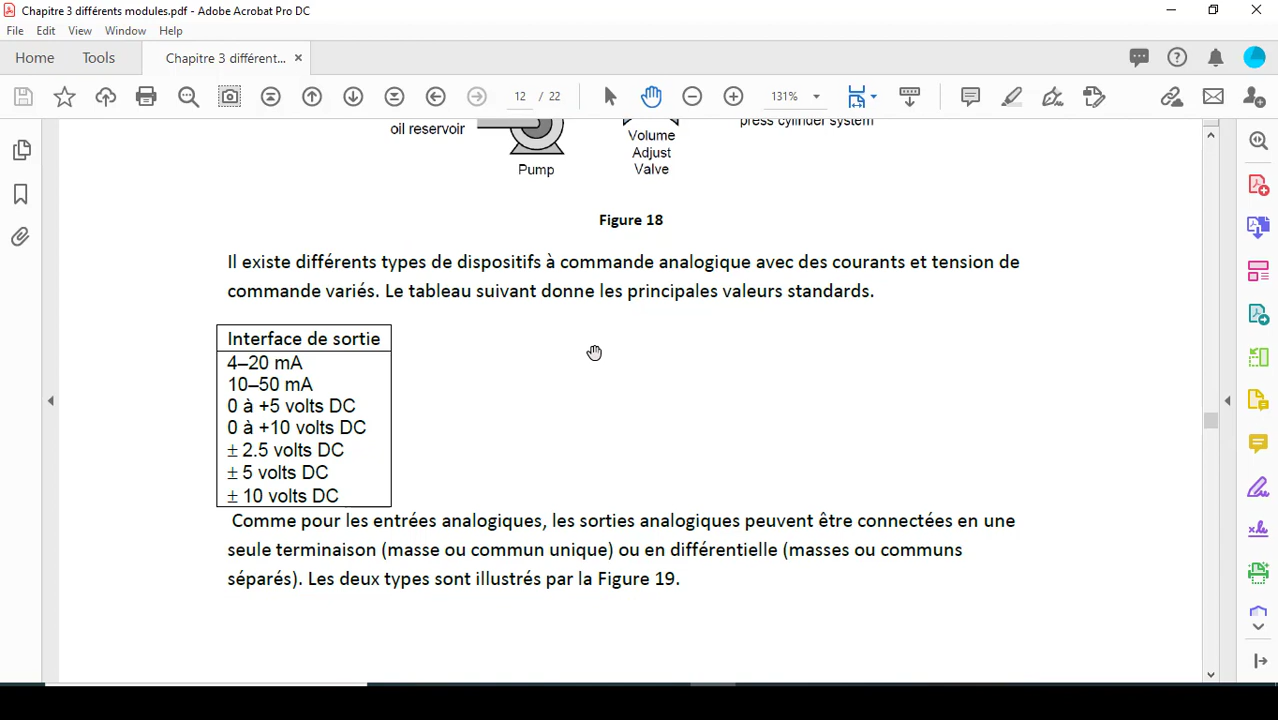 Chapitre 3 différents modules.pdf - Adobe Acrobat Pro DC
File Edit View Window Help
Home Tools Chapitre 3 différent... ×
12 / 22 131%
oil reservoir
press cylinder system
Volume
Adjust
Valve
Pump
Figure 18
Il existe différents types de dispositifs à commande analogique avec des courants et tension de
commande variés. Le tableau suivant donne les principales valeurs standards.
Interface de sortie
4–20 mA
10–50 mA
0 à +5 volts DC
0 à +10 volts DC
± 2.5 volts DC
± 5 volts DC
± 10 volts DC
Comme pour les entrées analogiques, les sorties analogiques peuvent être connectées en une
seule terminaison (masse ou commun unique) ou en différentielle (masses ou communs
séparés). Les deux types sont illustrés par la Figure 19.